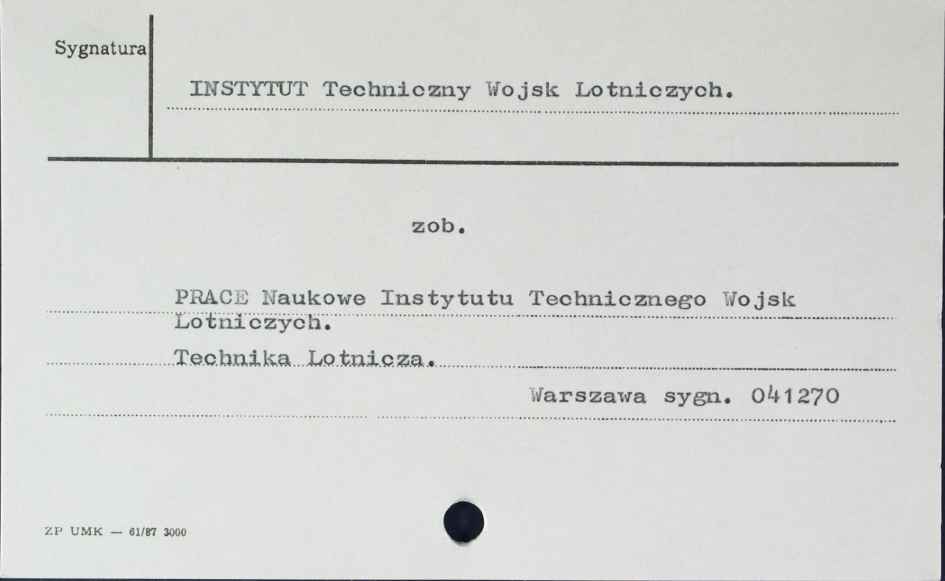 Sygnatura
INSTYTUT Techniczny Wojsk Lotniczych.
zob.
PRACE Naukowe Instytutu Technicznego Wojsk
Lotniczych.
Technika Lotnicza.
Warszawa sygn. 041270
ZP UMK — 61/87 3000